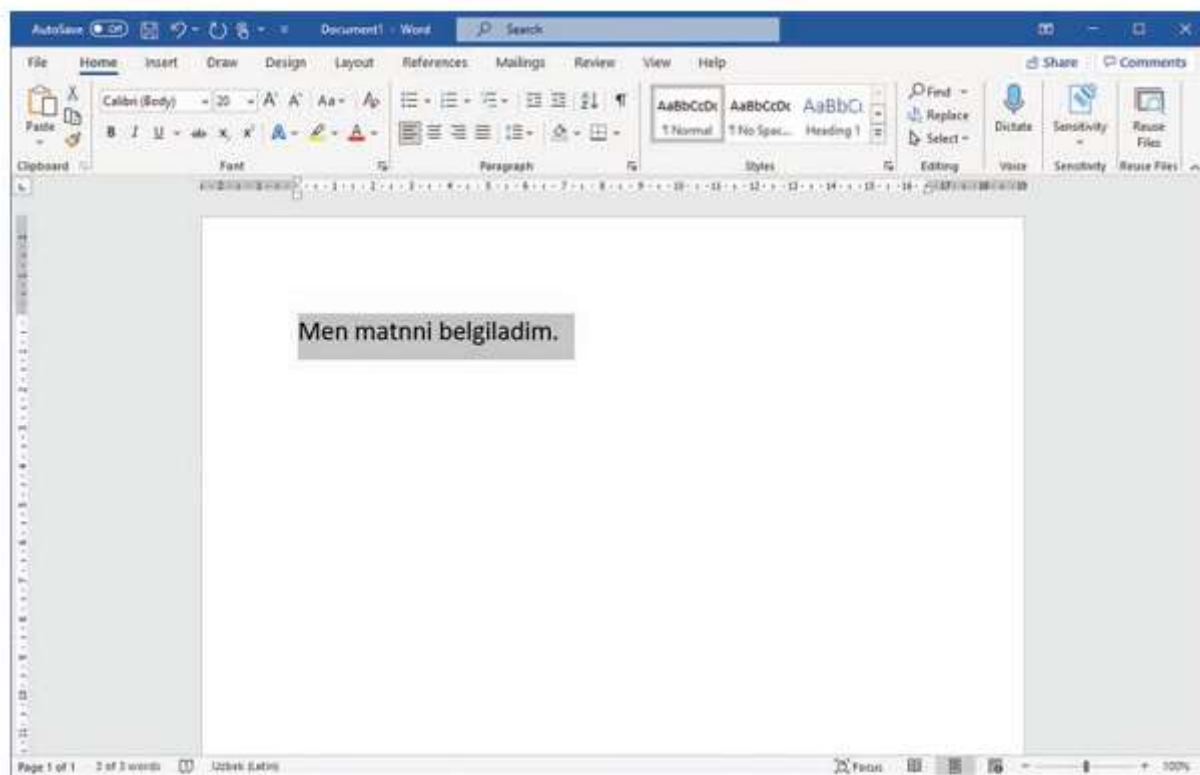 AutoSave Off Document1 - Word Search
File Home Insert Draw Design Layout References Mailings Review View Help Share Comments
Paste Calibri (Body) 20 A A Aa A
B I U ab x x A A
AaBbCcDc AaBbCcDc AaBbCc
¶ Normal ¶ No Spac... Heading 1
Find
Replace
Select
Dictate Sensitivity Reuse Files
Clipboard Font Paragraph Styles Editing Voice Sensitivity Reuse Files
Men matnni belgiladim.
Page 1 of 1 3 of 3 words Uzbek (Latin) Focus 100%